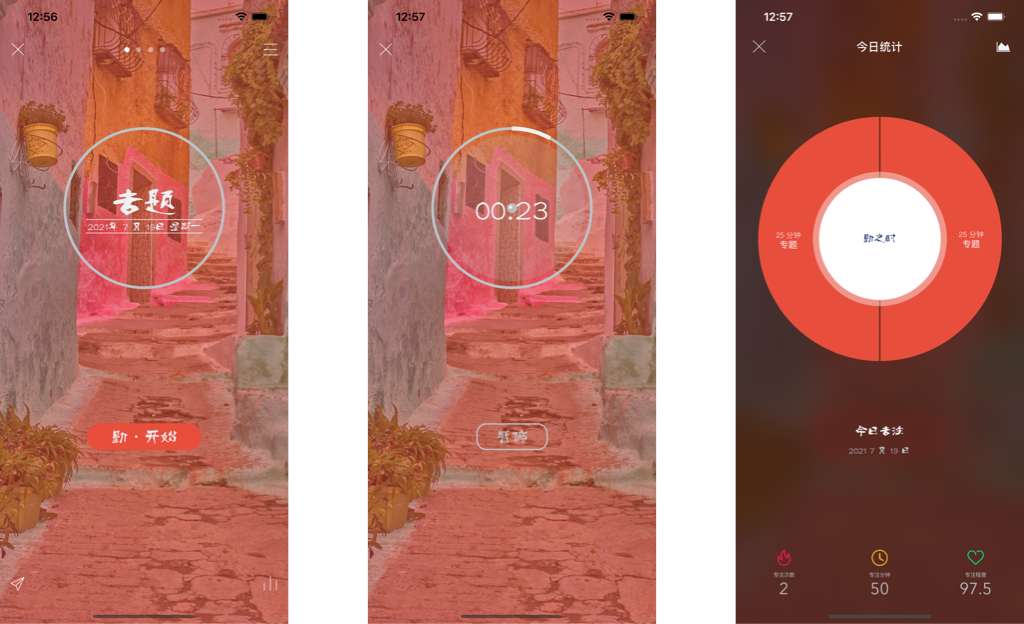 12:56
专题
2021年 7 月 19日 星期一
勤 · 开始
12:57
00:23
暂停
12:57
今日统计
25 分钟
专题
勤之时
25 分钟
专题
今日专注
2021 7 月 19 日
专注次数
2
专注分钟
50
专注程度
97.5